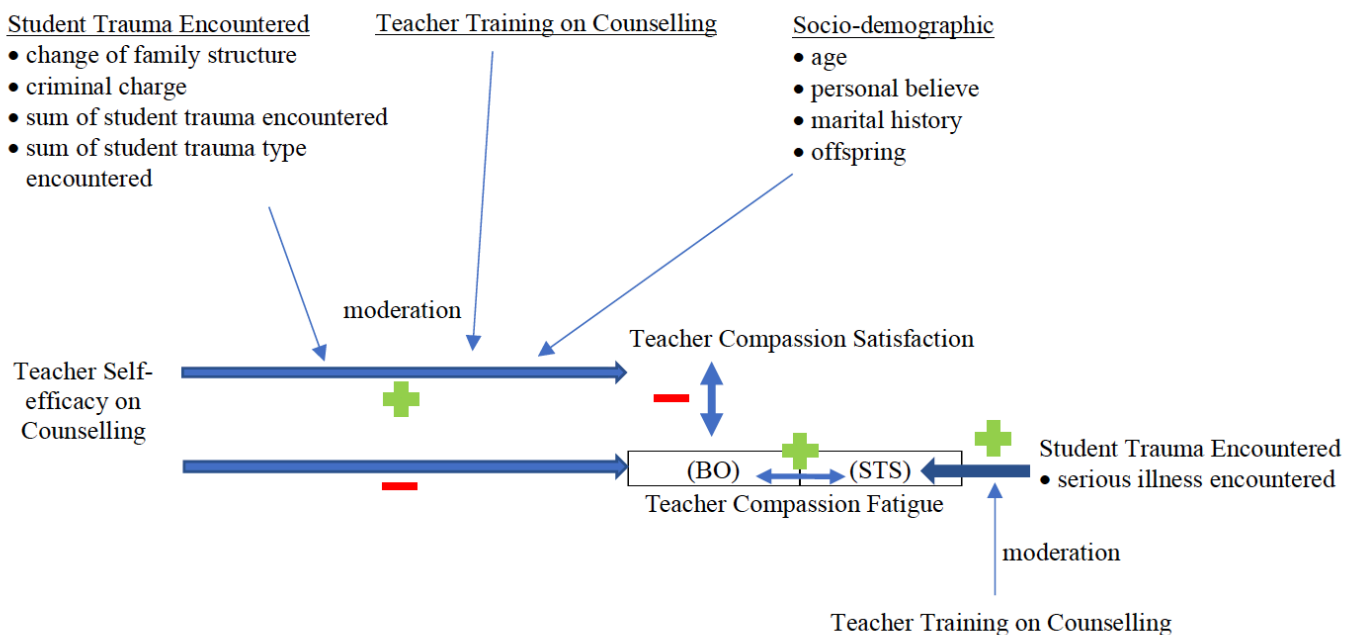 Student Trauma Encountered
• change of family structure
• criminal charge
• sum of student trauma encountered
• sum of student trauma type
encountered
Teacher Training on Counselling
Socio-demographic
• age
• personal believe
• marital history
• offspring
moderation
Teacher Self-
efficacy on
Counselling
Teacher Compassion Satisfaction
(BO)
(STS)
Teacher Compassion Fatigue
Student Trauma Encountered
• serious illness encountered
moderation
Teacher Training on Counselling